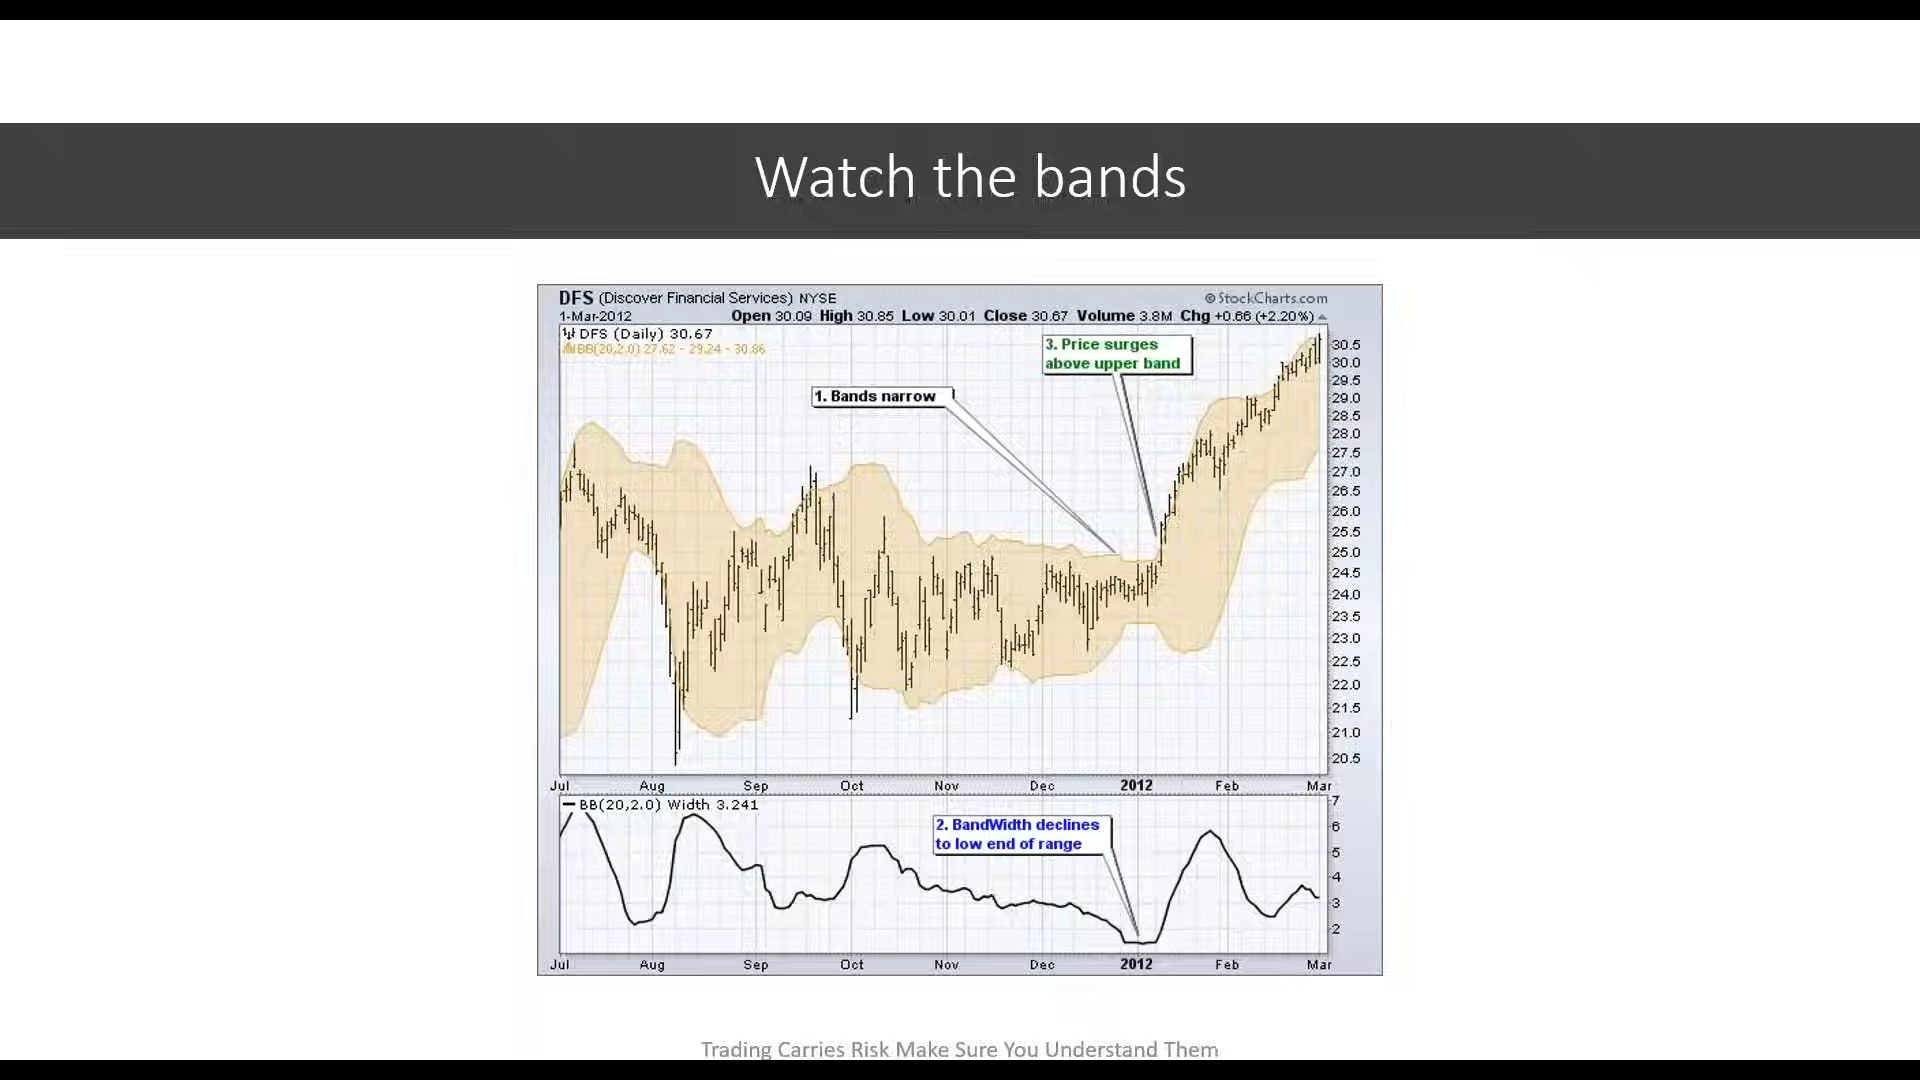 Watch the bands
DFS (Discover Financial Services) NYSE
© StockCharts.com
1-Mar-2012
Open 30.09 High 30.85 Low 30.01 Close 30.67 Volume 3.8M Chg +0.66 (+2.20%)
DFS (Daily) 30.67
BB(20,2.0) 27.62 - 29.24 - 30.86
3. Price surges
above upper band
1. Bands narrow
30.5
30.0
29.5
29.0
28.5
28.0
27.5
27.0
26.5
26.0
25.5
25.0
24.5
24.0
23.5
23.0
22.5
22.0
21.5
21.0
20.5
Jul Aug Sep Oct Nov Dec 2012 Feb Mar
BB(20,2.0) Width 3.241
2. BandWidth declines
to low end of range
7
6
5
4
3
2
Jul Aug Sep Oct Nov Dec 2012 Feb Mar
Trading Carries Risk Make Sure You Understand Them